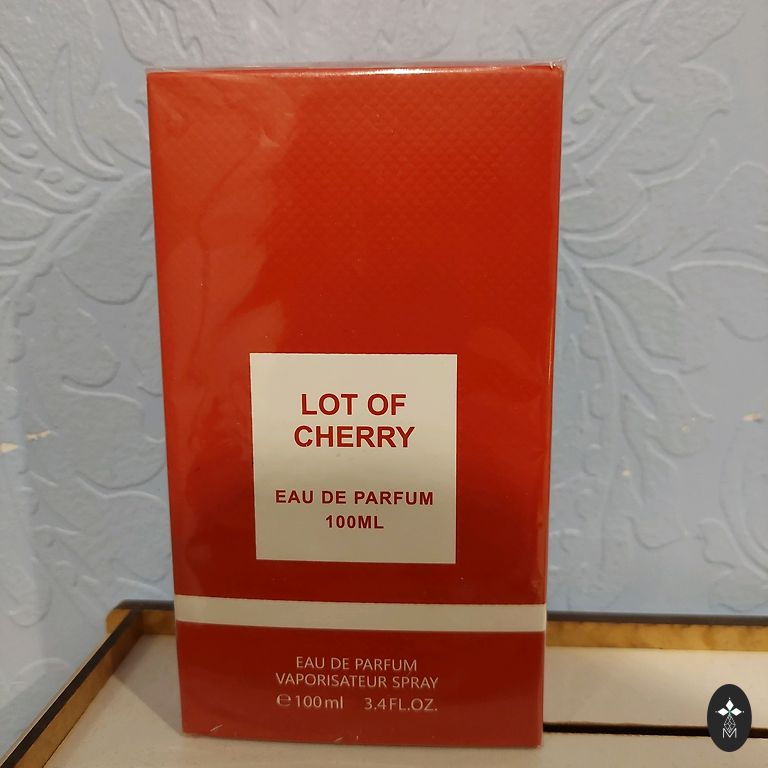 LOT OF
CHERRY
EAU DE PARFUM
100ML
EAU DE PARFUM
VAPORISATEUR SPRAY
℮100ml 3.4FL.OZ.
M